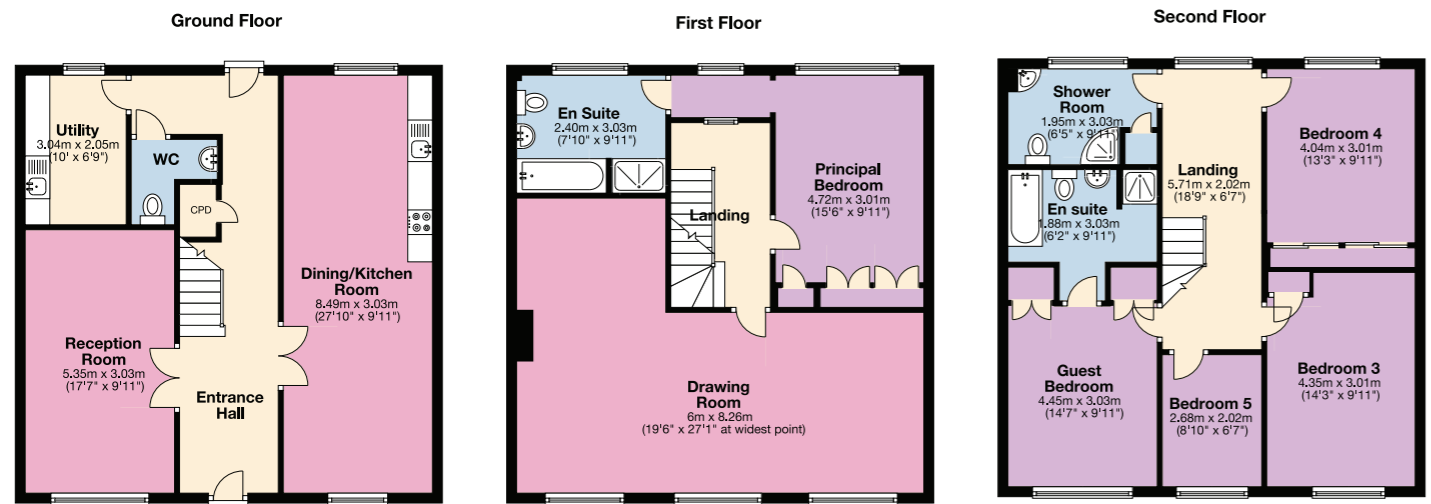 Ground Floor
Utility
3.04m x 2.05m
(10' x 6'9")
WC
CPD
Dining/Kitchen
Room
8.49m x 3.03m
(27'10" x 9'11")
Reception
Room
5.35m x 3.03m
(17'7" x 9'11")
Entrance
Hall
First Floor
En Suite
2.40m x 3.03m
(7'10" x 9'11")
Principal
Bedroom
4.72m x 3.01m
(15'6" x 9'11")
Landing
Drawing
Room
6m x 8.26m
(19'6" x 27'1" at widest point)
Second Floor
Shower
Room
1.95m x 3.03m
(6'5" x 9'11")
Bedroom 4
4.04m x 3.01m
(13'3" x 9'11")
Landing
5.71m x 2.02m
(18'9" x 6'7")
En suite
1.88m x 3.03m
(6'2" x 9'11")
Guest
Bedroom
4.45m x 3.03m
(14'7" x 9'11")
Bedroom 5
2.68m x 2.02m
(8'10" x 6'7")
Bedroom 3
4.35m x 3.01m
(14'3" x 9'11")